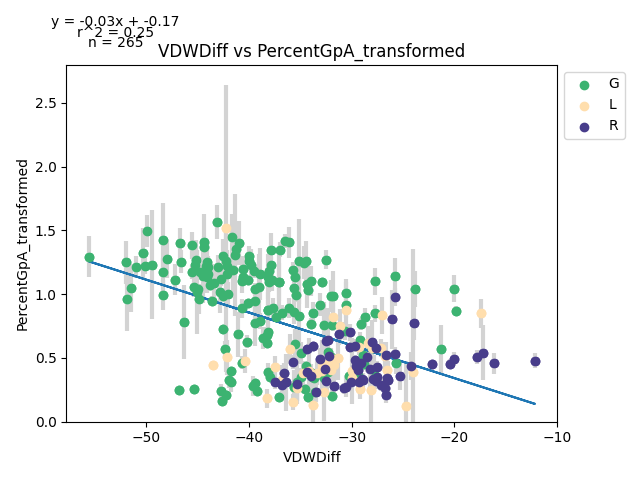 y = -0.03x + -0.17
r^2 = 0.25
n = 265
VDWDiff vs PercentGpA_transformed
G
L
R
PercentGpA_transformed
2.5
2.0
1.5
1.0
0.5
0.0
−50
−40
−30
−20
−10
VDWDiff